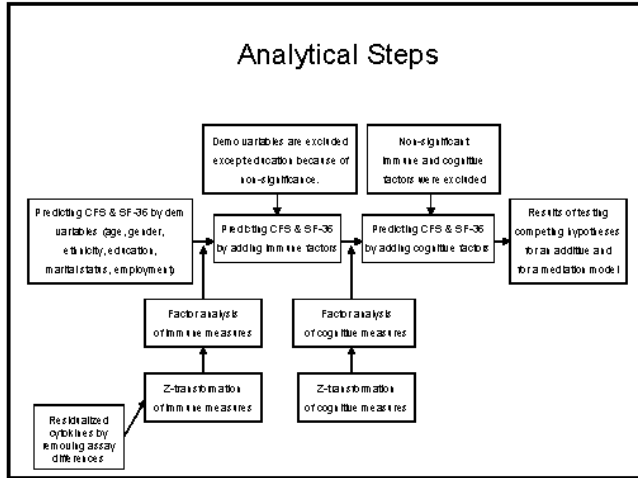 Analytical Steps
Demo variables are excluded
except education because of
non-significance.
Non-significant
immune and cognitive
factors were excluded
Predicting CFS & SF-36 by dem
variables (age, gender,
ethnicity, education,
marital status, employment)
Predicting CFS & SF-36
by adding immune factors
Predicting CFS & SF-36
by adding cognitive factors
Results of testing
competing hypotheses
for an additive and
for a mediation model
Factor analysis
of immune measures
Factor analysis
of cognitive measures
Z-transformation
of immune measures
Z-transformation
of cognitive measures
Residualized
cytokines by
removing assay
differences